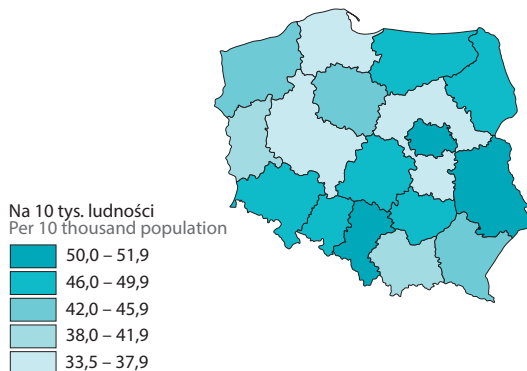 Na 10 tys. ludności
Per 10 thousand population
50,0 – 51,9
46,0 – 49,9
42,0 – 45,9
38,0 – 41,9
33,5 – 37,9